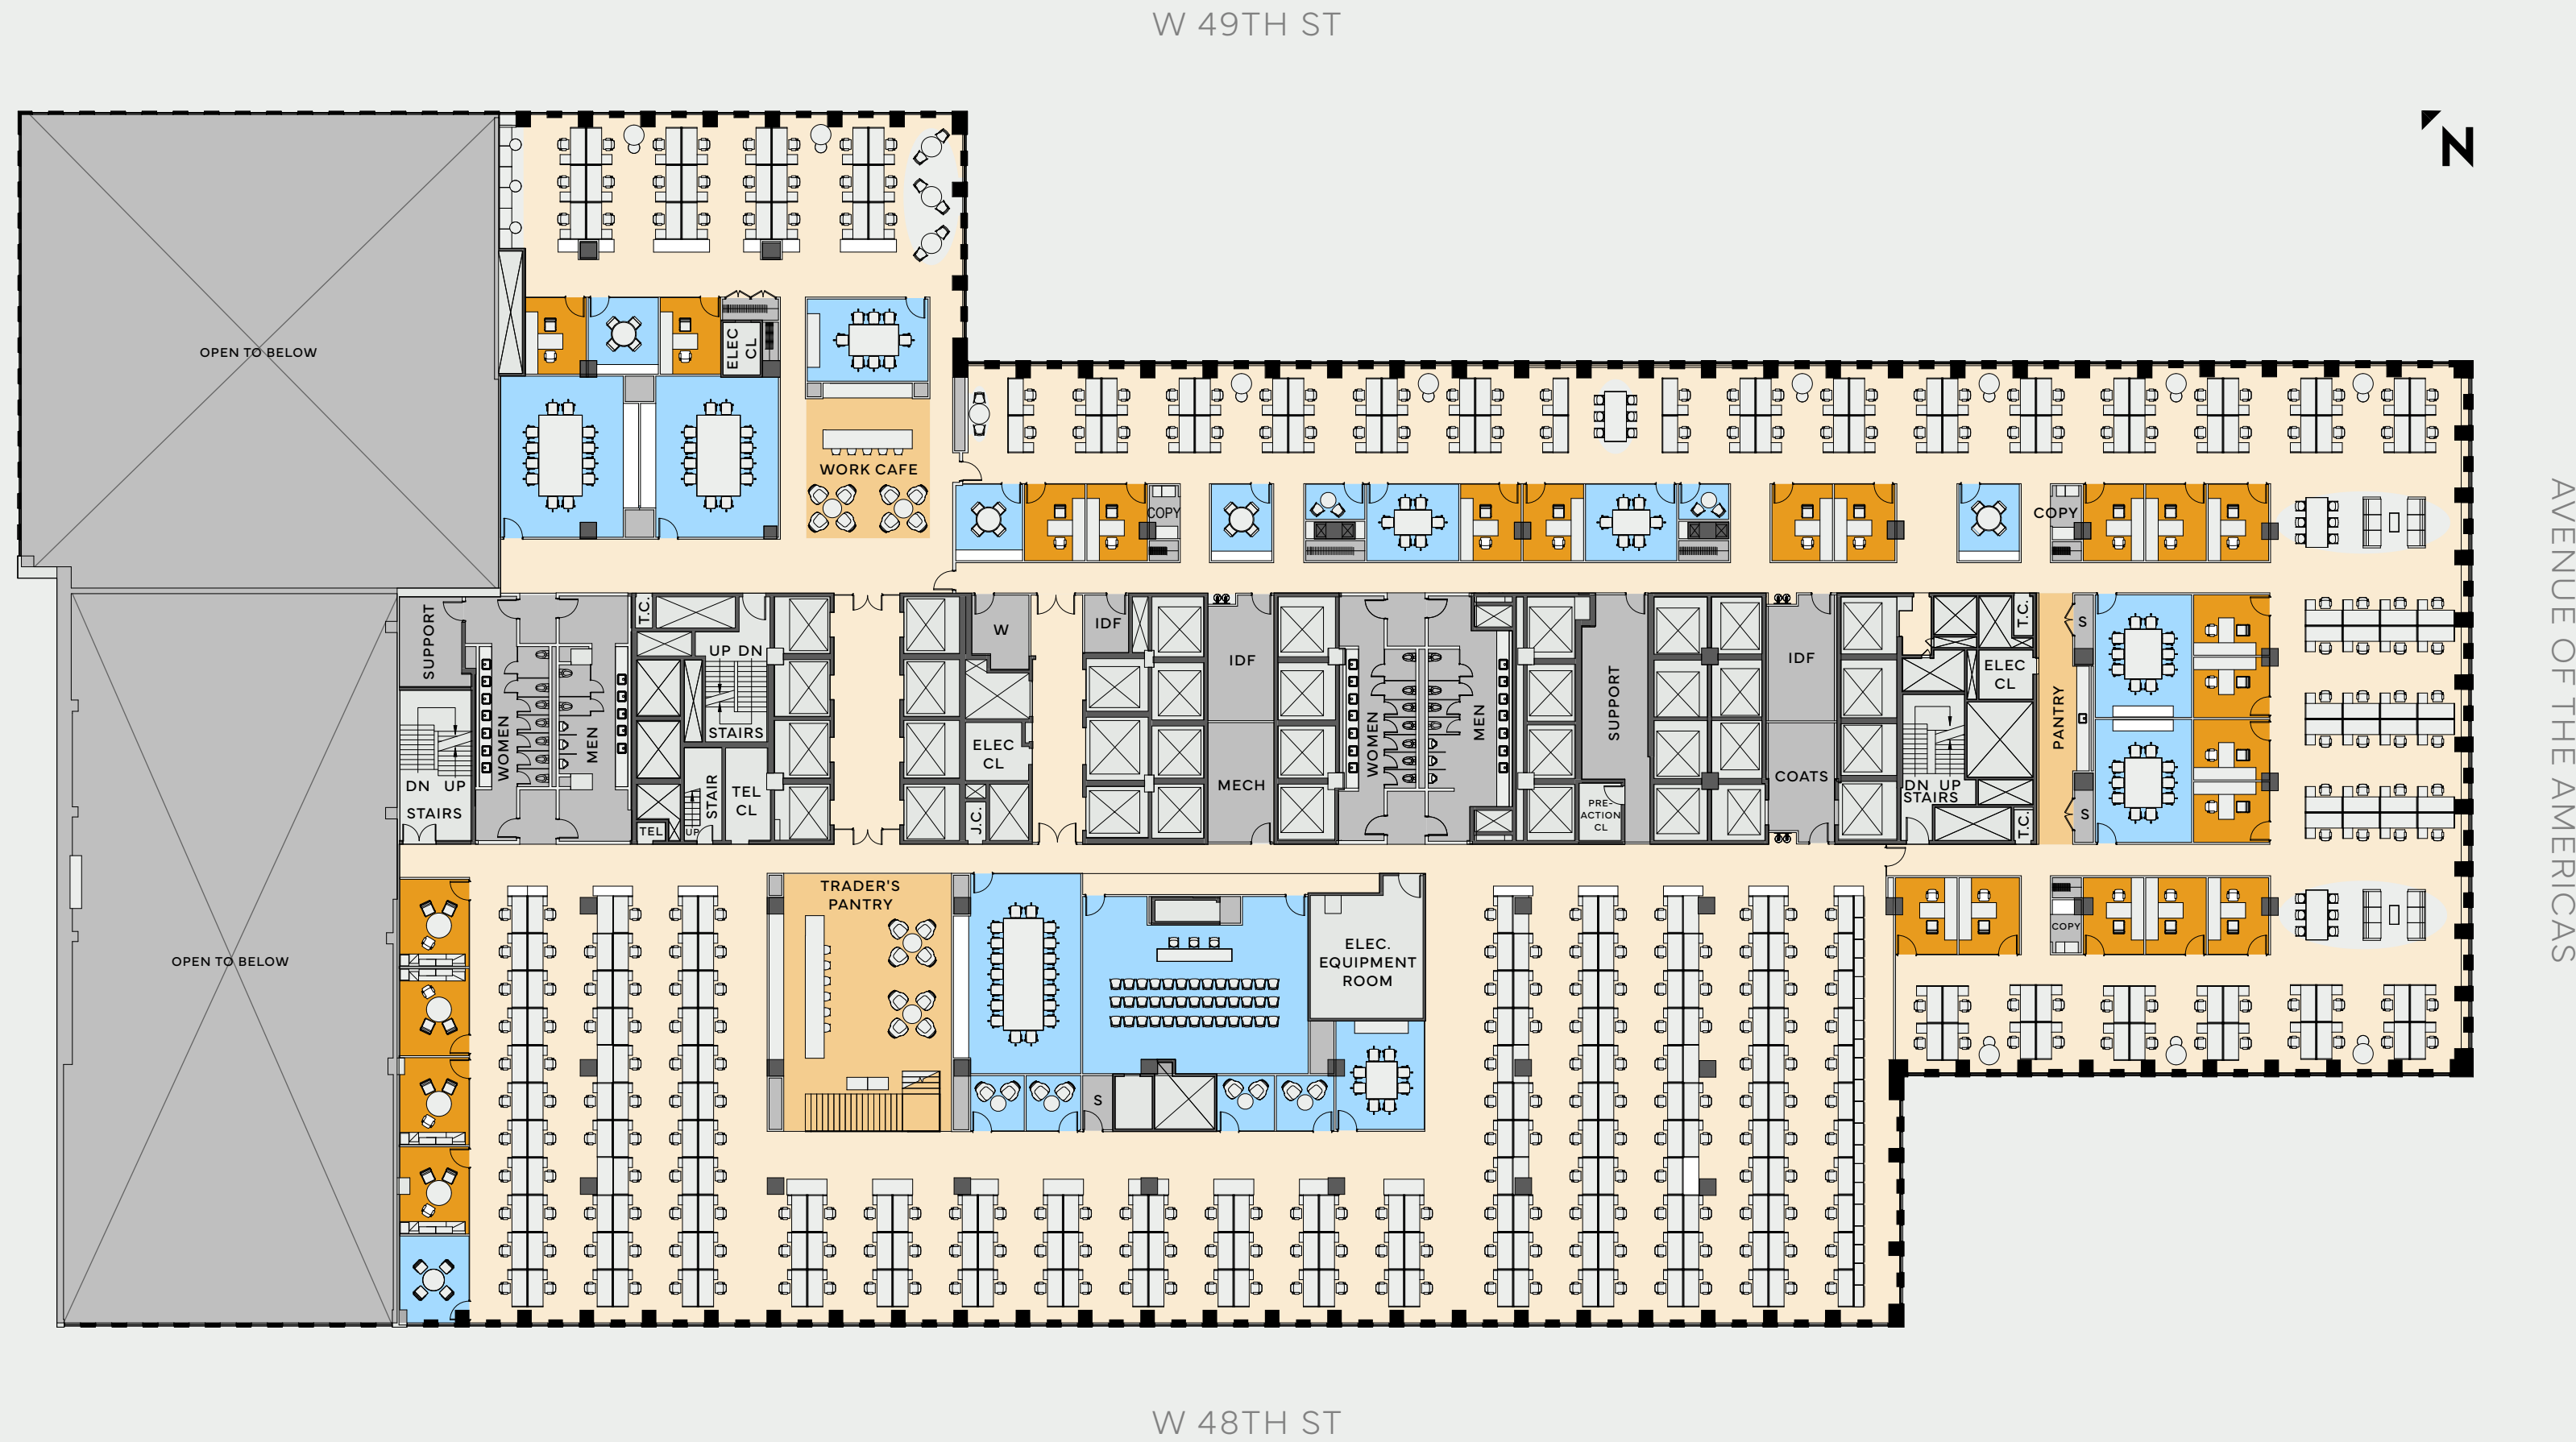 W 49TH ST
N
OPEN TO BELOW
ELEC
CL
WORK CAFE
COPY
COPY
AVENUE OF THE AMERICAS
SUPPORT
T.C.
UP DN
STAIRS
W
IDF
IDF
SUPPORT
IDF
T.C.
S
ELEC
CL
WOMEN
MEN
DN UP
STAIRS
TEL
UP
STAIR
TEL
CL
ELEC
CL
J.C.
MECH
WOMEN
MEN
PRE-
ACTION
CL
COATS
DN UP
STAIRS
T.C.
PANTRY
S
OPEN TO BELOW
TRADER'S
PANTRY
ELEC.
EQUIPMENT
ROOM
COPY
S
W 48TH ST